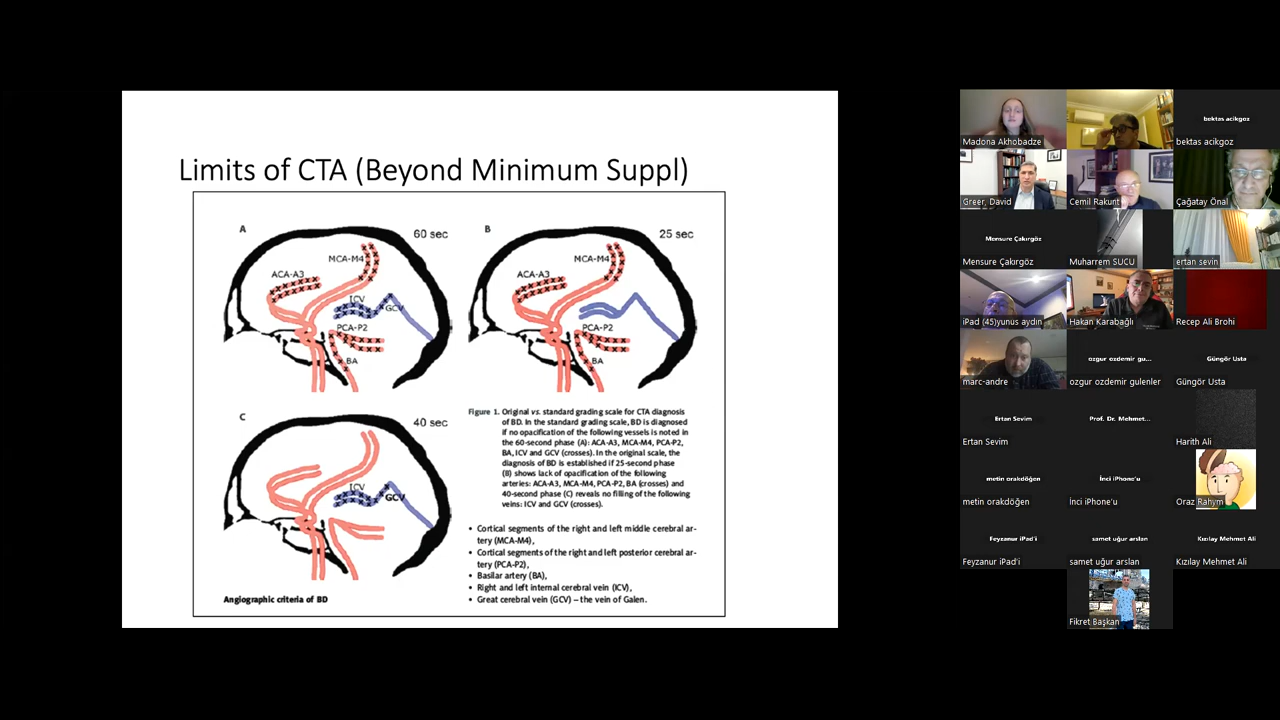 Limits of CTA (Beyond Minimum Suppl)
A
60 sec
MCA-M4
ACA-A3
ICV
GCV
PCA-P2
BA
B
25 sec
MCA-M4
ACA-A3
PCA-P2
BA
C
40 sec
ICV
GCV
Angiographic criteria of BD
Figure 1. Original vs. standard grading scale for CTA diagnosis
of BD. In the standard grading scale, BD is diagnosed
if no opacification of the following vessels is noted in
the 60-second phase (A): ACA-A3, MCA-M4, PCA-P2,
BA, ICV and GCV (crosses). In the original scale, the
diagnosis of BD is establishsed if 25-second phase
(B) shows lack of opacification of the following
arteries: ACA-A3, MCA-M4, PCA-P2, BA (crosses) and
40-second phase (C) reveals no filling of the following
veins: ICV and GCV (crosses).
• Cortical segments of the right and left middle cerebral ar-
tery (MCA-M4),
• Cortical segments of the right and left posterior cerebral ar-
tery (PCA-P2),
• Basilar artery (BA),
• Right and left internal cerebral vein (ICV),
• Great cerebral vein (GCV) – the vein of Galen.
Madona Akhobadze
bektas acikgoz
bektas acikgoz
Greer, David
Cemil Rakunt
Çağatay Önal
Mensure Çakırgöz
Mensure Çakırgöz
Muharrem SUCU
ertan sevin
iPad (45)yunus aydın
Hakan Karabağlı
Recep Ali Brohi
marc-andre
ozgur ozdemir gu...
ozgur ozdemir gulenler
Güngör Usta
Güngör Usta
Ertan Sevim
Ertan Sevim
Prof. Dr. Mehmet...
Harith Ali
metin orakdöğen
metin orakdöğen
İnci iPhone'u
İnci iPhone'u
Oraz Rahym
Feyzanur iPad'i
Feyzanur iPad'i
samet uğur arslan
samet uğur arslan
Kızılay Mehmet Ali
Kızılay Mehmet Ali
Fikret Başkan